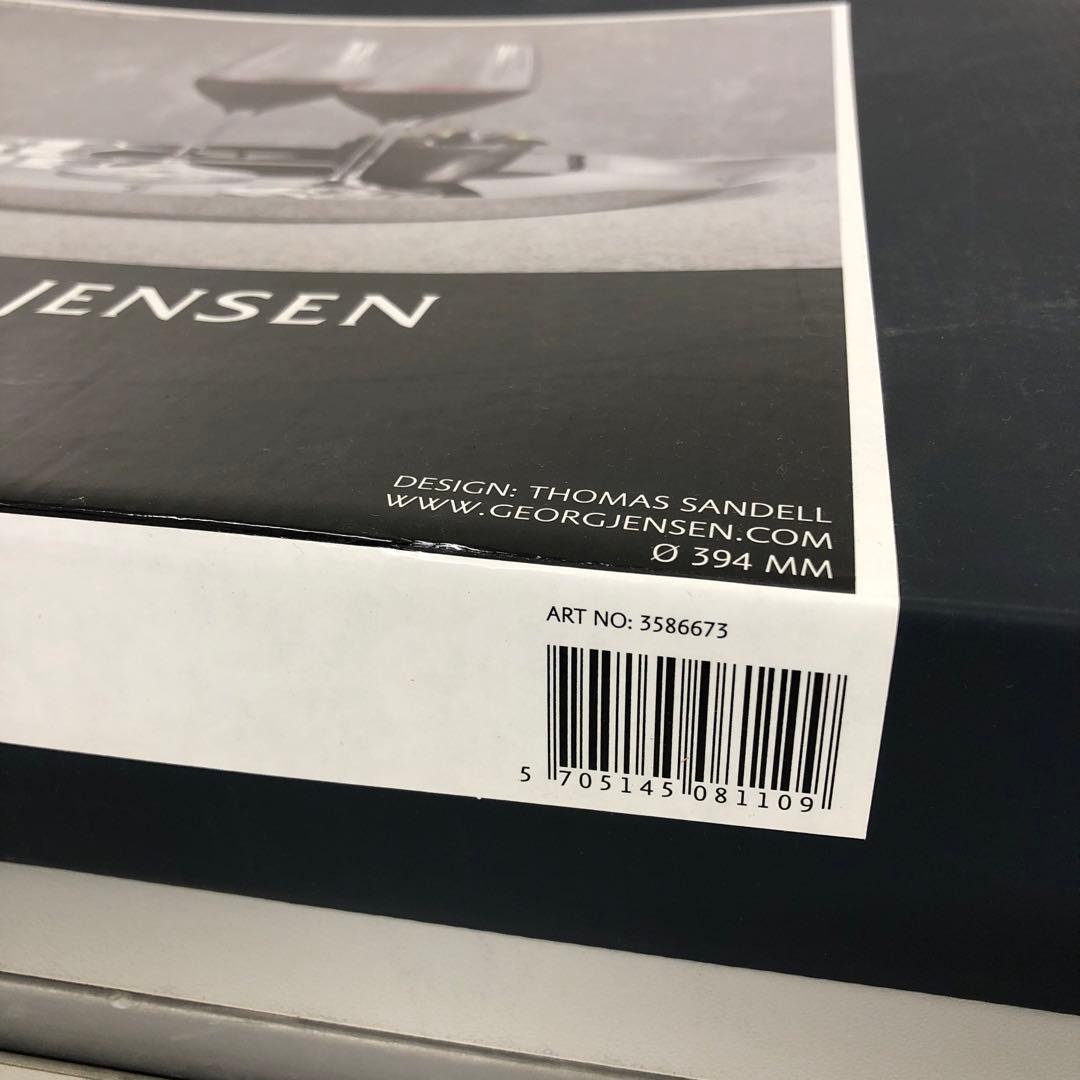 JENSEN
DESIGN: THOMAS SANDELL
WWW.GEORGJENSEN.COM
Ø 394 MM
ART NO: 3586673
5 705145 081109